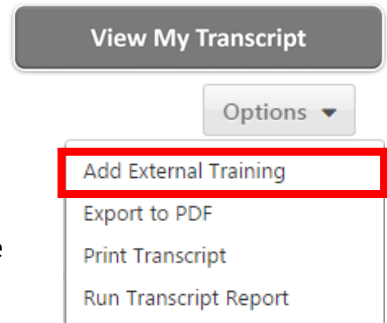 View My Transcript
Options
Add External Training
Export to PDF
e
Print Transcript
Run Transcript Report